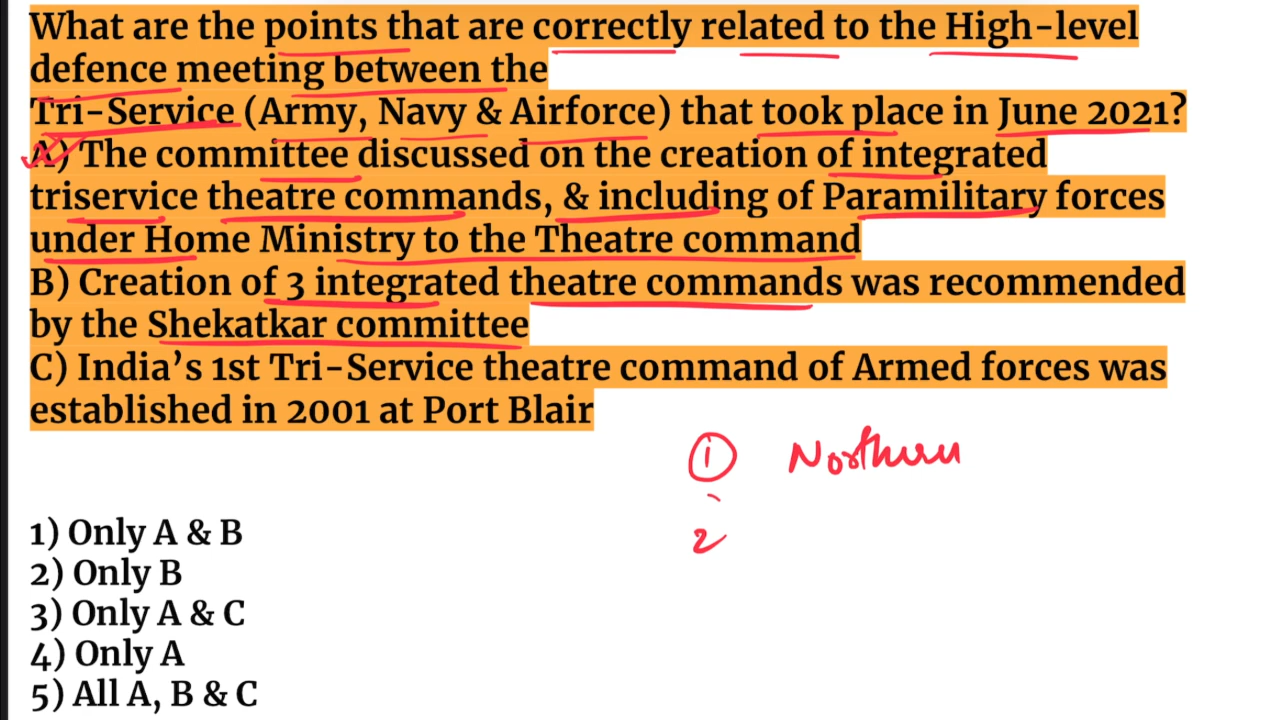 What are the points that are correctly related to the High-level
defence meeting between the
Tri-Service (Army, Navy & Airforce) that took place in June 2021?
A) The committee discussed on the creation of integrated
triservice theatre commands, & including of Paramilitary forces
under Home Ministry to the Theatre command
B) Creation of 3 integrated theatre commands was recommended
by the Shekatkar committee
C) India’s 1st Tri-Service theatre command of Armed forces was
established in 2001 at Port Blair
1 Northern
2
1) Only A & B
2) Only B
3) Only A & C
4) Only A
5) All A, B & C